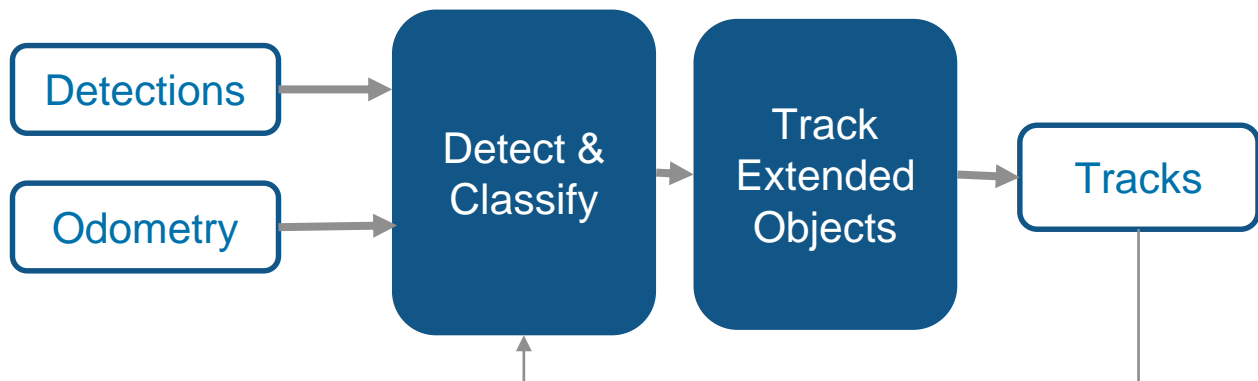 Detections
Odometry
Detect &
Classify
Track
Extended
Objects
Tracks